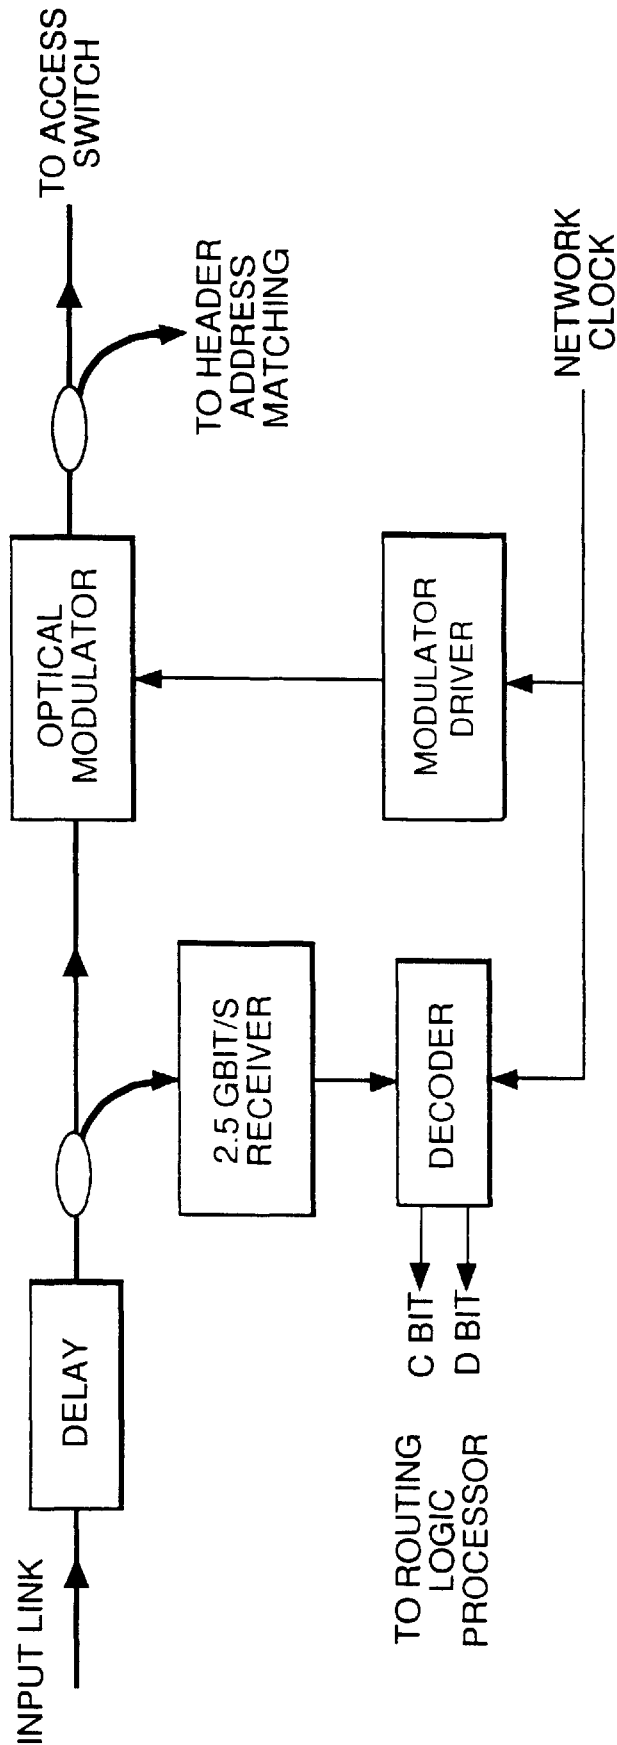 INPUT LINK
DELAY
OPTICAL
MODULATOR
TO ACCESS
SWITCH
TO HEADER
ADDRESS
MATCHING
2.5 GBIT/S
RECEIVER
DECODER
MODULATOR
DRIVER
C BIT
D BIT
TO ROUTING
LOGIC
PROCESSOR
NETWORK
CLOCK